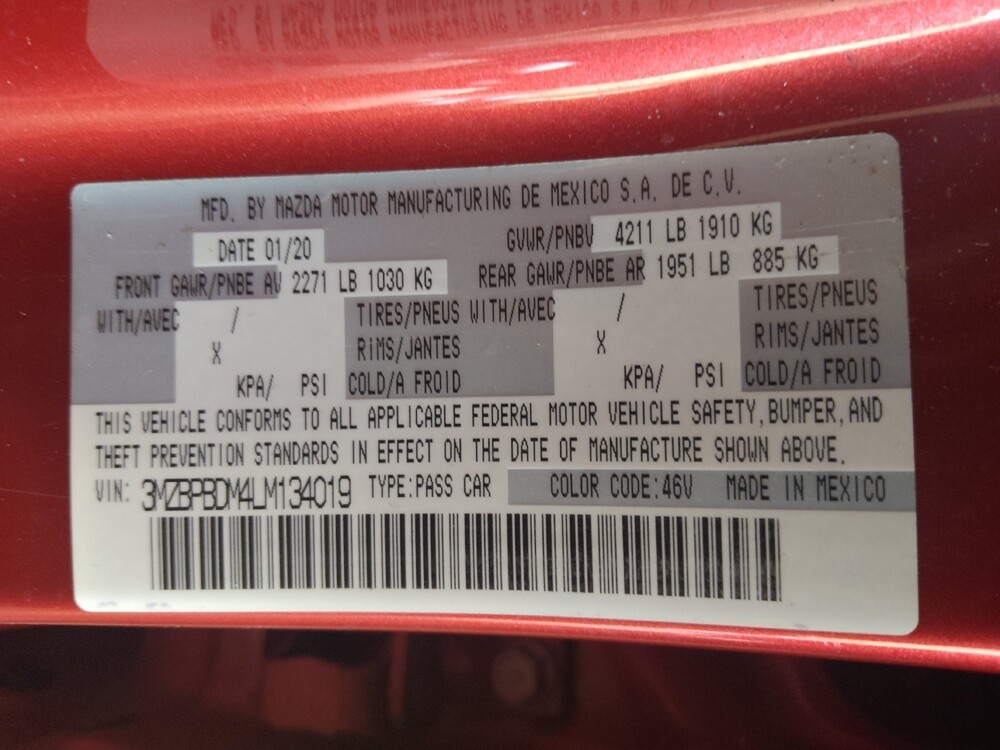 MFD. BY MAZDA MOTOR MANUFACTURING DE MEXICO S.A. DE C.V.
DATE 01/20 GVWR/PNBV 4211 LB 1910 KG
FRONT GAWR/PNBE AV 2271 LB 1030 KG REAR GAWR/PNBE AR 1951 LB 885 KG
WITH/AVEC / TIRES/PNEUS WITH/AVEC / TIRES/PNEUS
X RIMS/JANTES X RIMS/JANTES
KPA/ PSI COLD/A FROID KPA/ PSI COLD/A FROID
THIS VEHICLE CONFORMS TO ALL APPLICABLE FEDERAL MOTOR VEHICLE SAFETY, BUMPER, AND
THEFT PREVENTION STANDARDS IN EFFECT ON THE DATE OF MANUFACTURE SHOWN ABOVE.
VIN: 3MZBPBDM4LM134019 TYPE:PASS CAR COLOR CODE:46V MADE IN MEXICO